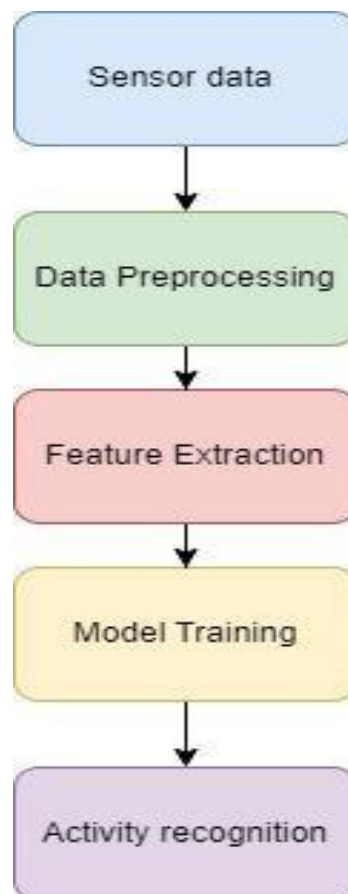 Sensor data
Data Preprocessing
Feature Extraction
Model Training
Activity recognition